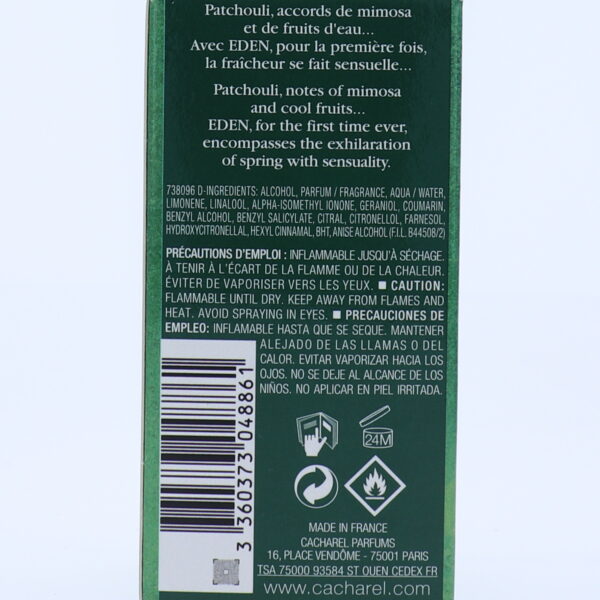 Patchouli, accords de mimosa
et de fruits d'eau...
Avec EDEN, pour la première fois,
la fraîcheur se fait sensuelle...
Patchouli, notes of mimosa
and cool fruits...
EDEN, for the first time ever,
encompasses the exhilaration
of spring with sensuality.
738096 D-INGREDIENTS: ALCOHOL, PARFUM / FRAGRANCE, AQUA / WATER,
LIMONENE, LINALOOL, ALPHA-ISOMETHYL IONONE, GERANIOL, COUMARIN,
BENZYL ALCOHOL, BENZYL SALICYLATE, CITRAL, CITRONELLOL, FARNESOL,
HYDROXYCITRONELLAL, HEXYL CINNAMAL, BHT, ANISE ALCOHOL (F.I.L. B44508/2)
PRÉCAUTIONS D'EMPLOI : INFLAMMABLE JUSQU'À SÉCHAGE.
À TENIR À L'ÉCART DE LA FLAMME OU DE LA CHALEUR.
ÉVITER DE VAPORISER VERS LES YEUX. ■ CAUTION:
FLAMMABLE UNTIL DRY. KEEP AWAY FROM FLAMES AND
HEAT. AVOID SPRAYING IN EYES. ■ PRECAUCIONES DE
EMPLEO: INFLAMABLE HASTA QUE SE SEQUE. MANTENER
ALEJADO DE LAS LLAMAS O DEL
CALOR. EVITAR VAPORIZAR HACIA LOS
OJOS. NO SE DEJE AL ALCANCE DE LOS
NIÑOS. NO APLICAR EN PIEL IRRITADA.
3 360373 048861
24M
MADE IN FRANCE
CACHAREL PARFUMS
16, PLACE VENDÔME - 75001 PARIS
TSA 75000 93584 ST OUEN CEDEX FR
www.cacharel.com